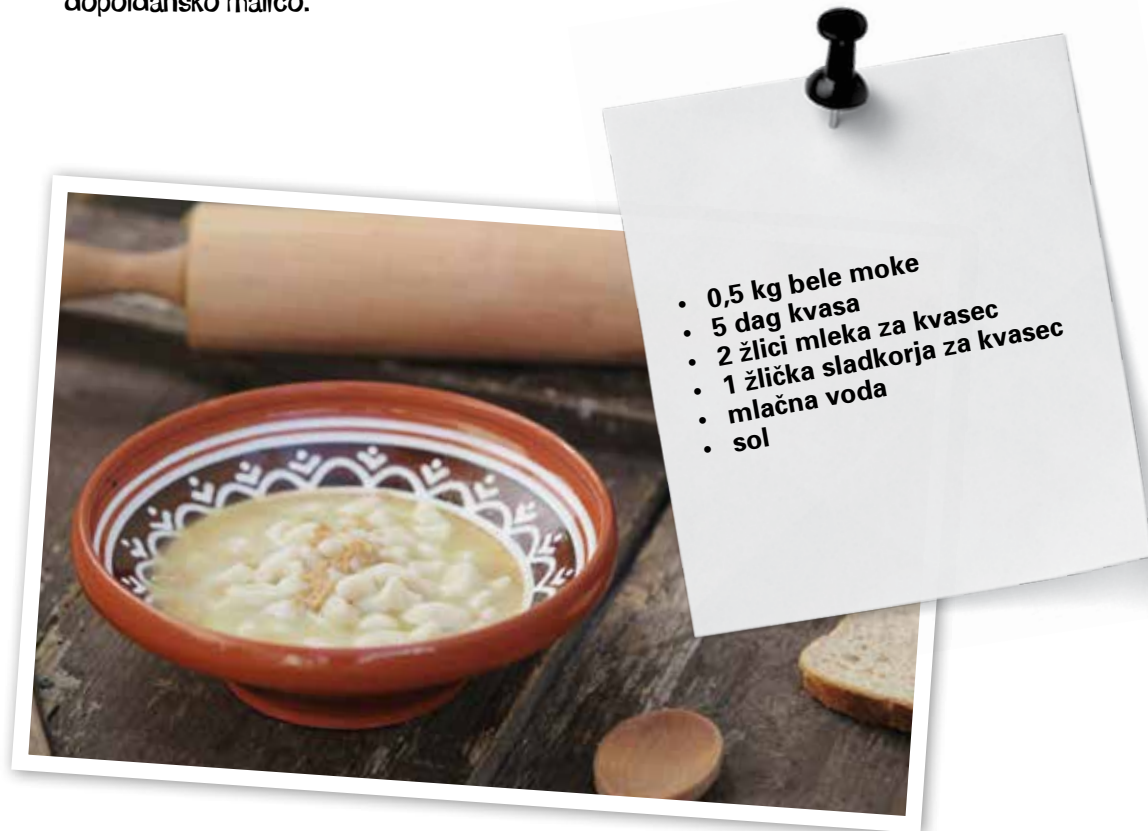 dopoldansko malico.
• 0,5 kg bele moke
• 5 dag kvasa
• 2 žlici mleka za kvasec
• 1 žlička sladkorja za kvasec
• mlačna voda
• sol